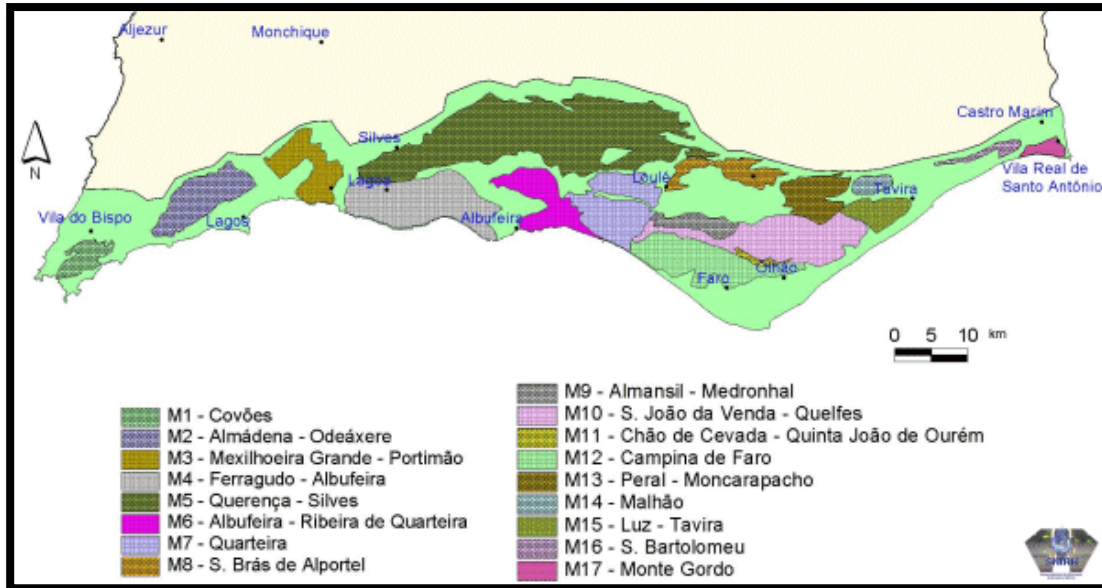 Aljezur
Monchique
Castro Marim
Silves
N
Lagoa
Loulé
Tavira
Vila Real de
Santo António
Vila do Bispo
Lagos
Albufeira
Olhão
Faro
0 5 10 km
M1 - Covões
M2 - Almádena - Odeáxere
M3 - Mexilhoeira Grande - Portimão
M4 - Ferragudo - Albufeira
M5 - Querença - Silves
M6 - Albufeira - Ribeira de Quarteira
M7 - Quarteira
M8 - S. Brás de Alportel
M9 - Almansil - Medronhal
M10 - S. João da Venda - Quelfes
M11 - Chão de Cevada - Quinta João de Ourém
M12 - Campina de Faro
M13 - Peral - Moncarapacho
M14 - Malhão
M15 - Luz - Tavira
M16 - S. Bartolomeu
M17 - Monte Gordo